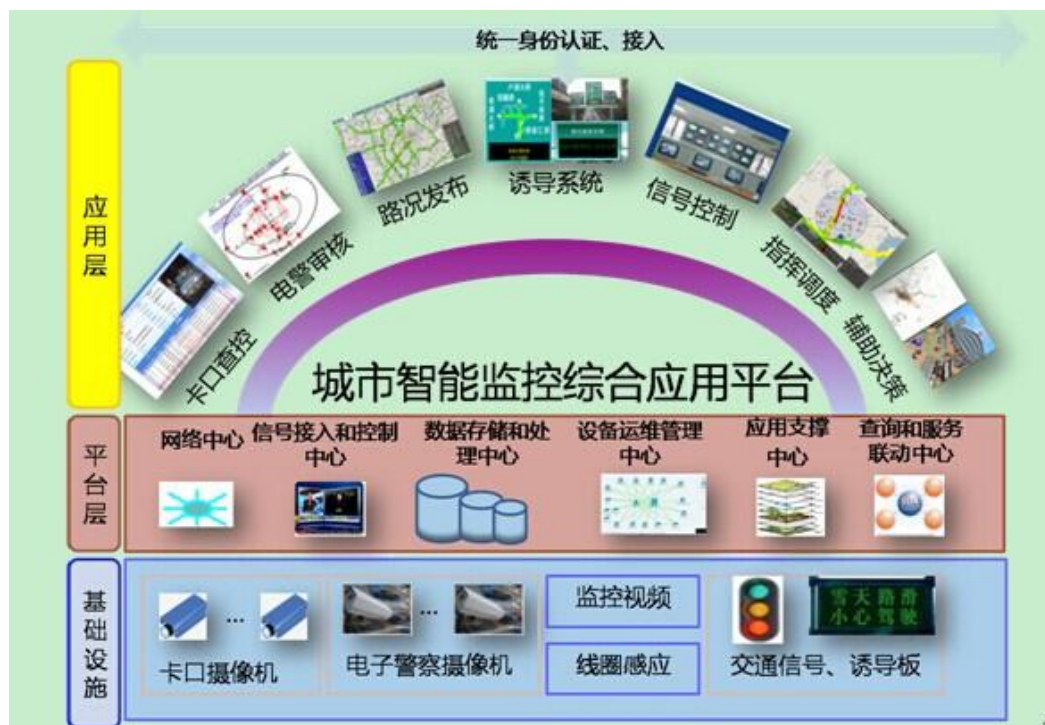 统一身份认证、接入
应用层
卡口查控
电警审核
路况发布
诱导系统
信号控制
指挥调度
辅助决策
城市智能监控综合应用平台
平台层
网络中心
信号接入和控制
中心
数据存储和处
理中心
设备运维管理
中心
应用支撑
中心
查询和服务
联动中心
基础设施
卡口摄像机
...
电子警察摄像机
...
监控视频
线圈感应
雪天路滑
小心驾驶
交通信号、诱导板